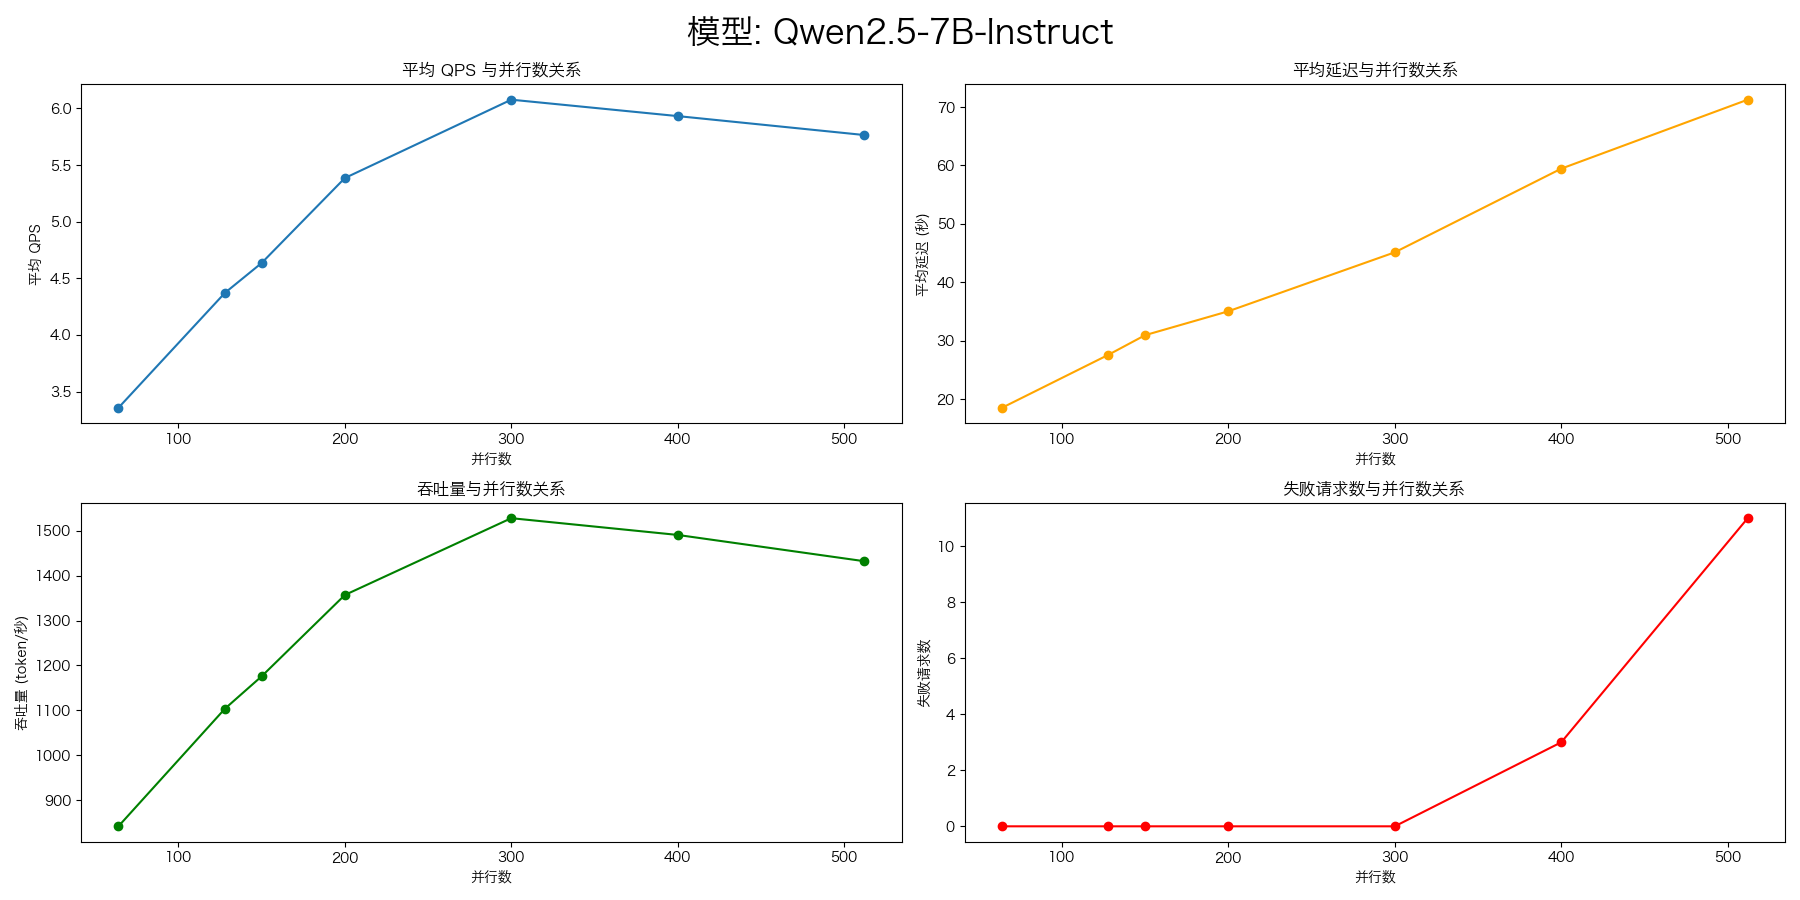 模型: Qwen2.5-7B-Instruct
平均 QPS 与并行数关系
平均 QPS
6.0
5.5
5.0
4.5
4.0
3.5
100 200 300 400 500
并行数
平均延迟与并行数关系
平均延迟 (秒)
70
60
50
40
30
20
100 200 300 400 500
并行数
吞吐量与并行数关系
吞吐量 (token/秒)
1500
1400
1300
1200
1100
1000
900
100 200 300 400 500
并行数
失败请求数与并行数关系
失败请求数
10
8
6
4
2
0
100 200 300 400 500
并行数